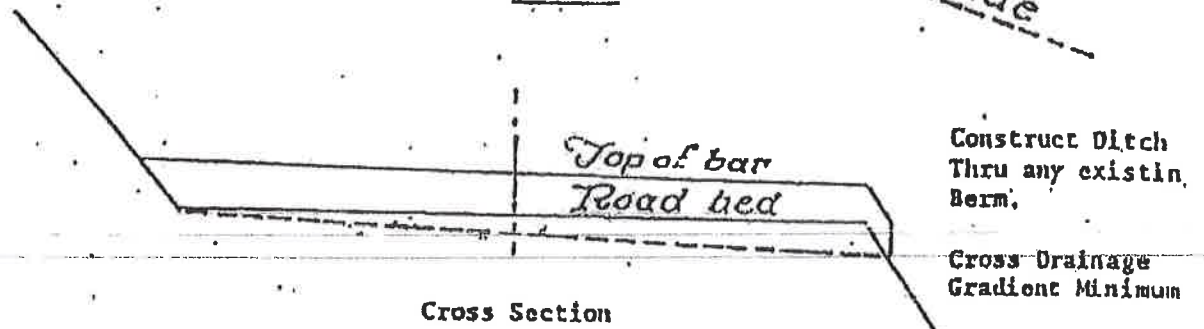 Top of bar
Road bed
Construct Ditch
Thru any existin
Berm.
Cross Drainage
Gradient Minimum
Cross Section